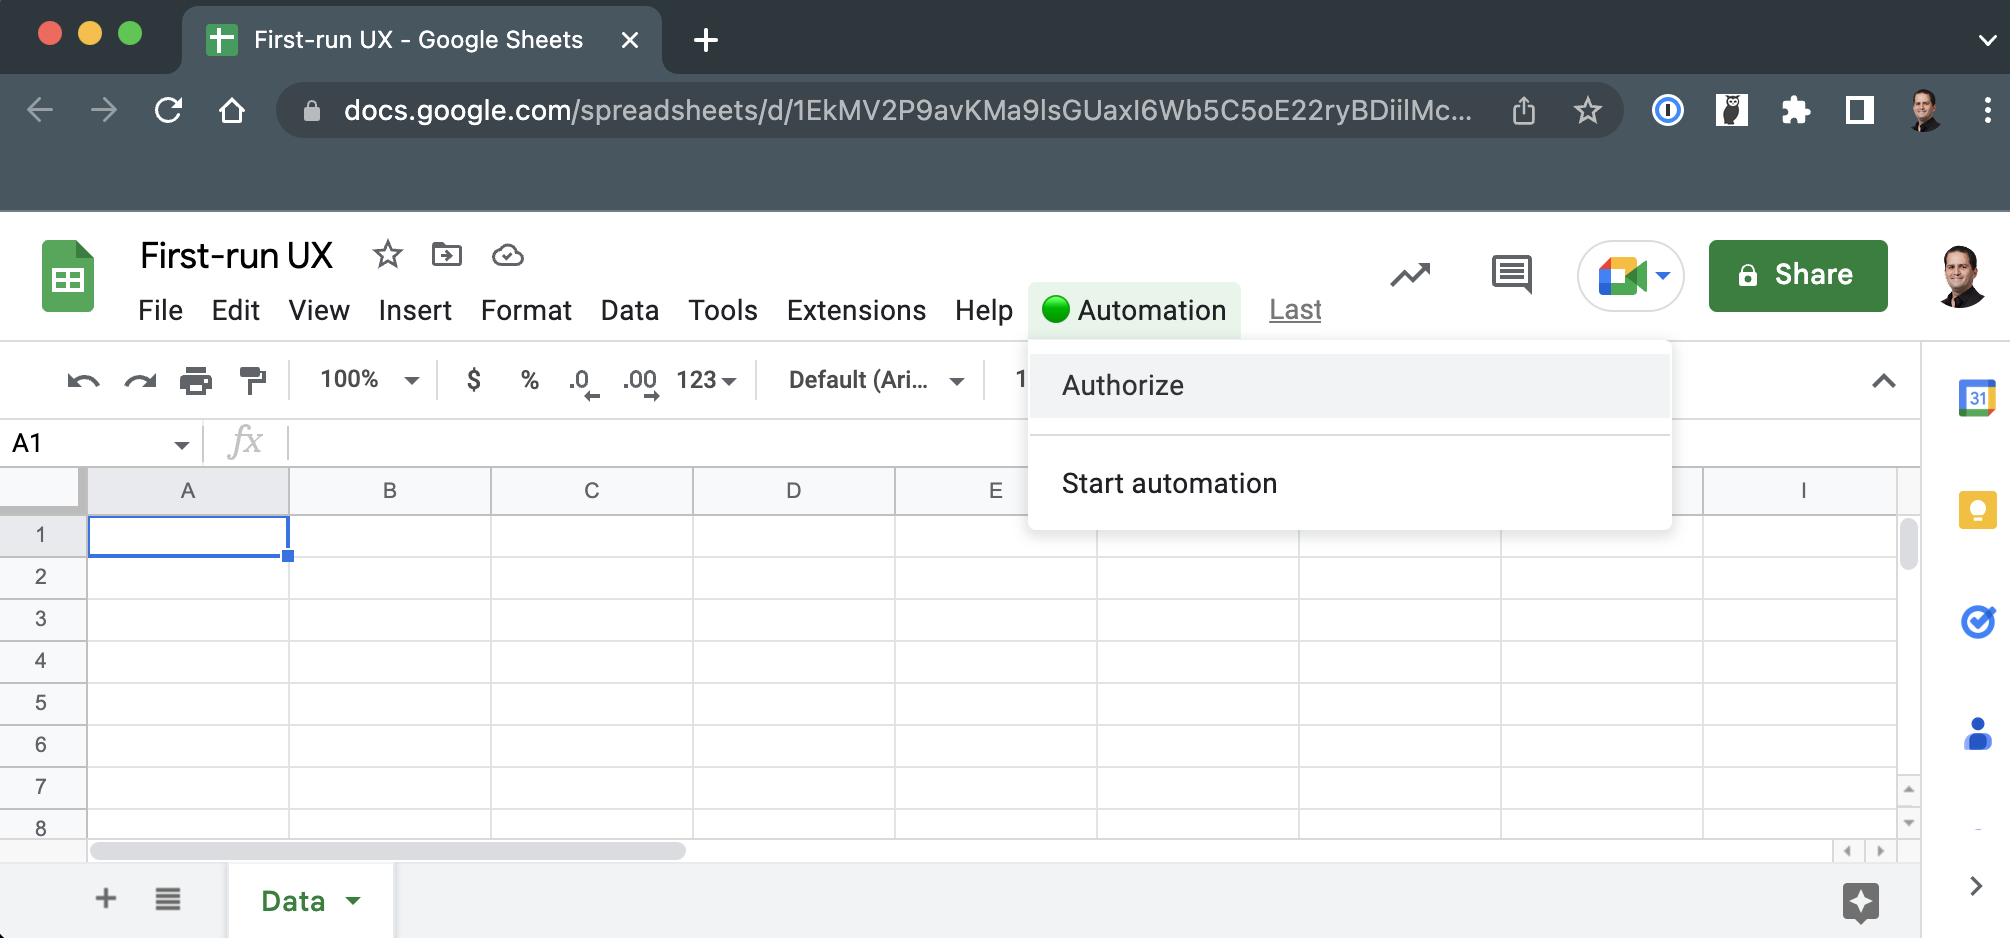 First-run UX - Google Sheets
docs.google.com/spreadsheets/d/1EkMV2P9avKMa9lsGUaxI6Wb5C5oE22ryBDiilMc...
First-run UX
Share
File Edit View Insert Format Data Tools Extensions Help Automation Last
100% $ % .0 .00 123 Default (Ari... 1
Authorize
31
A1 fx
Start automation
A B C D E I
1
2
3
4
5
6
7
8
Data